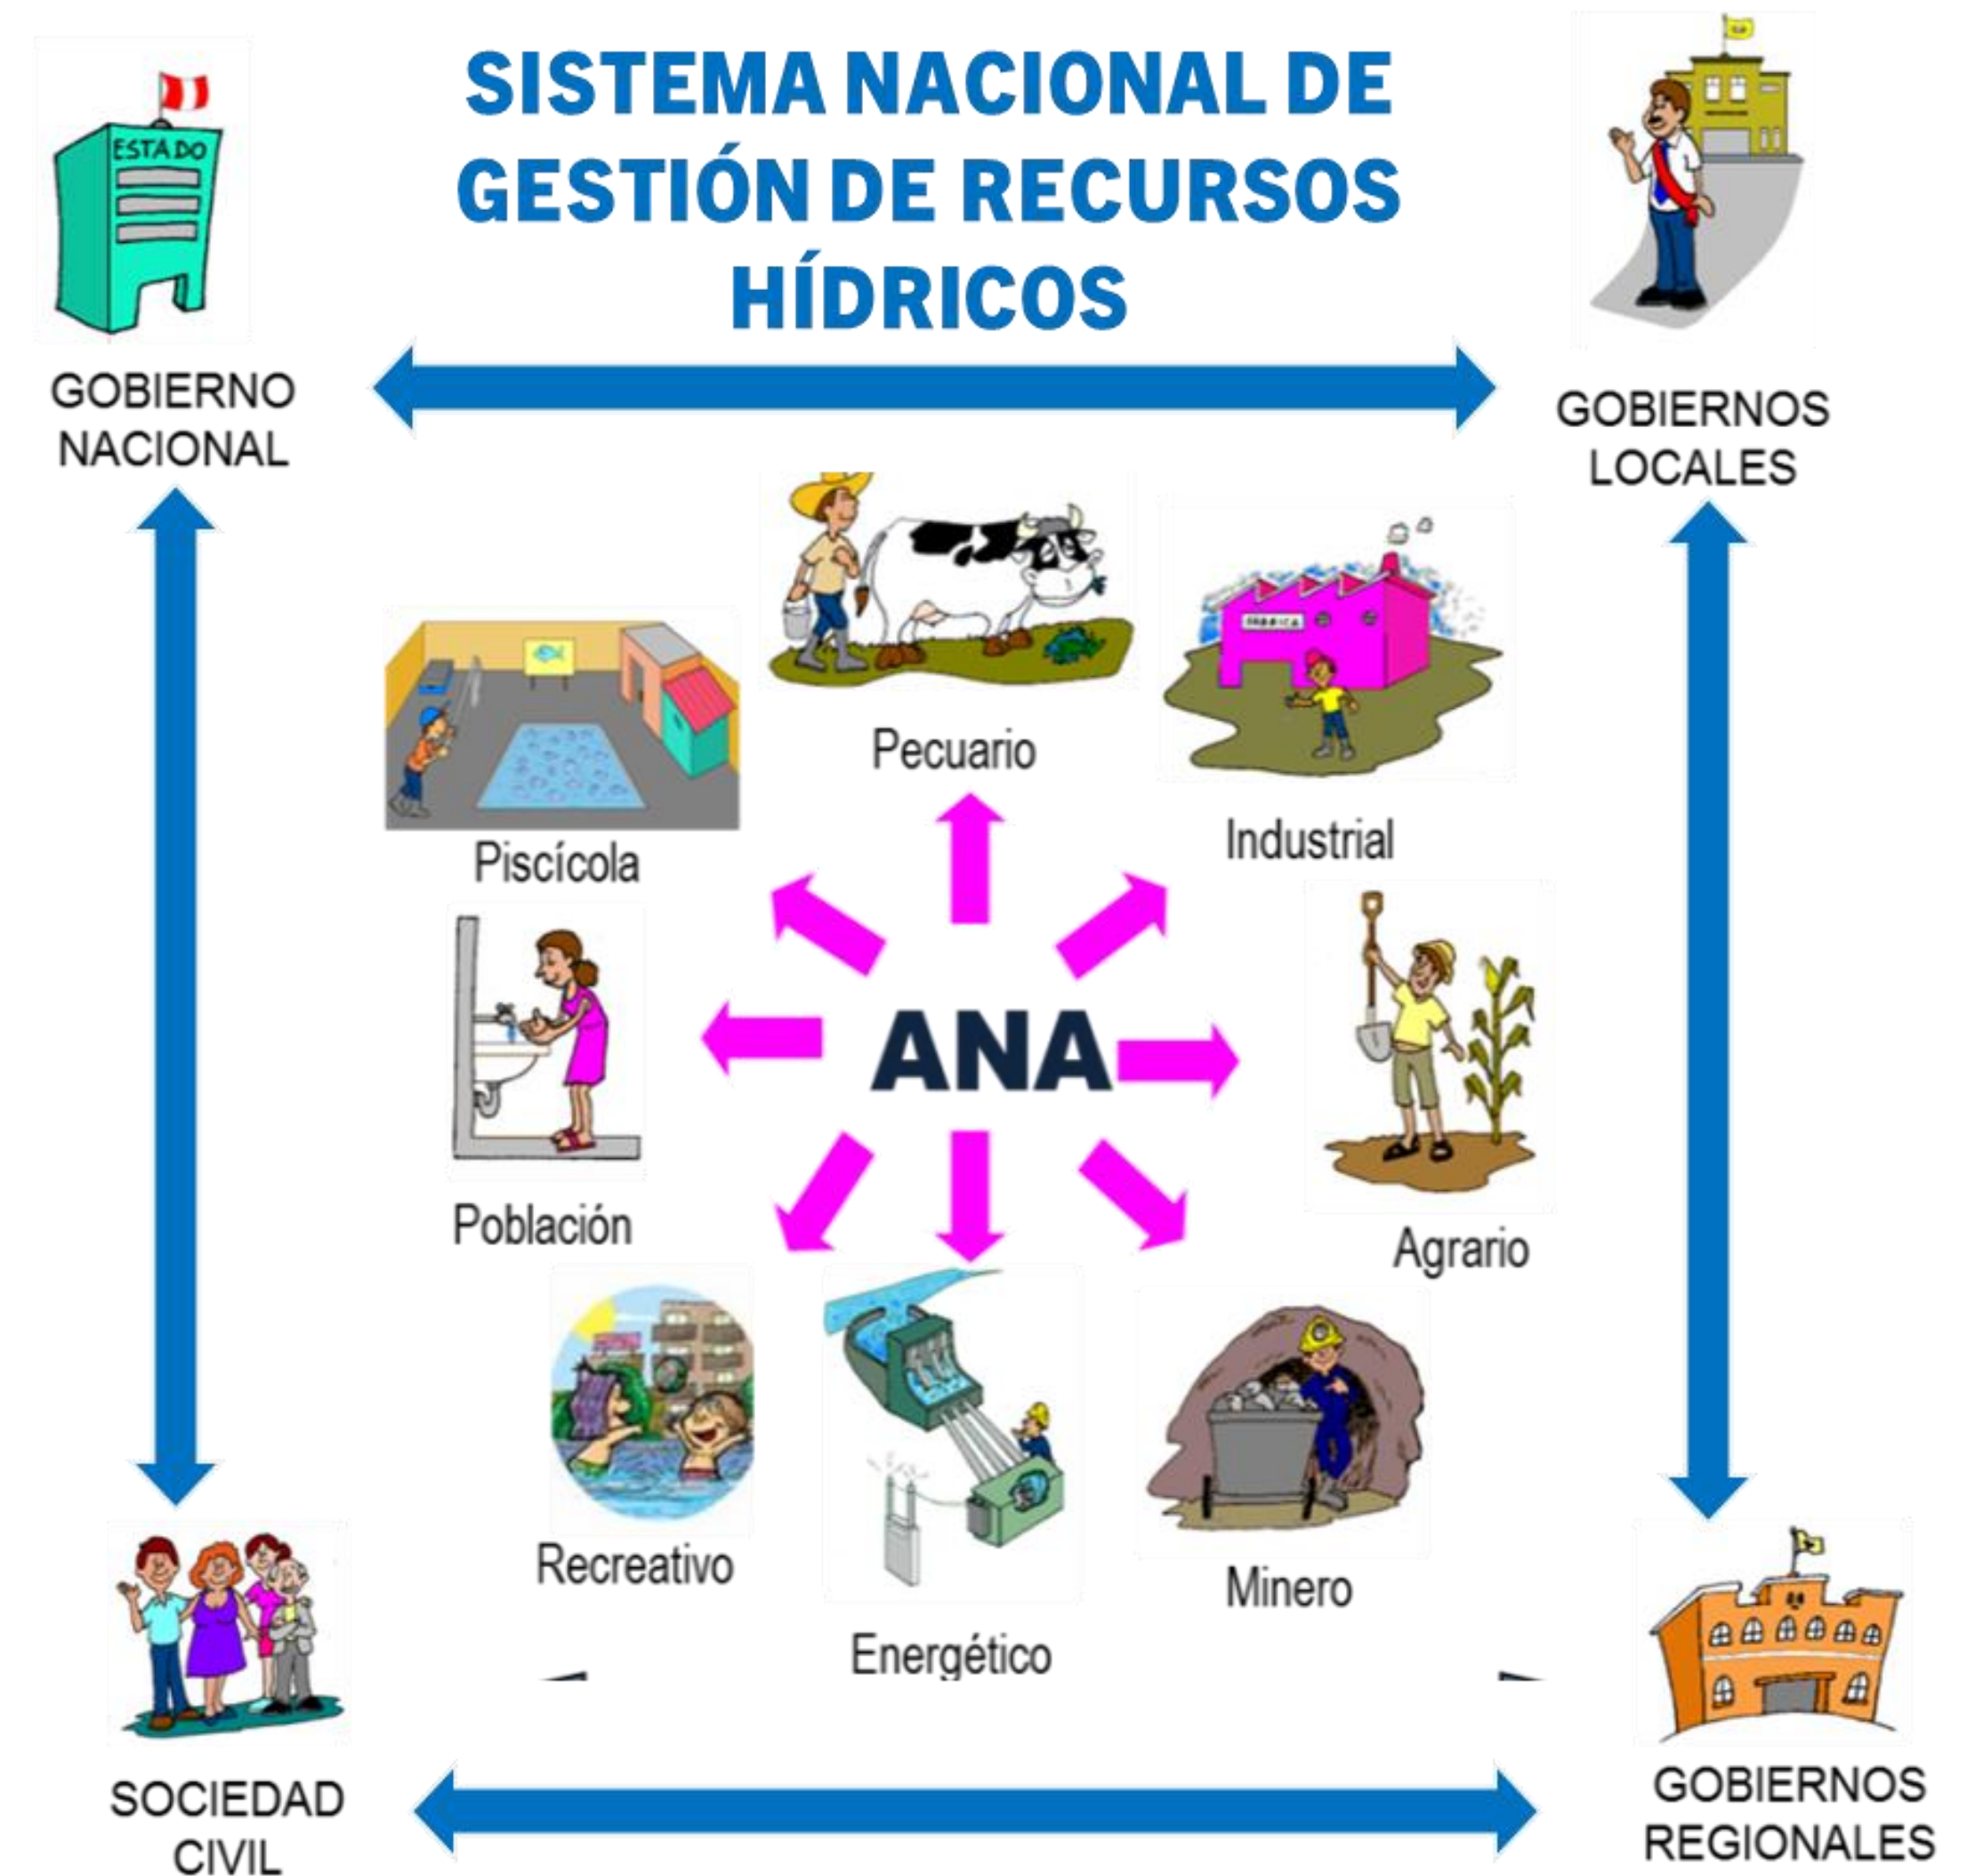 SISTEMA NACIONAL DE
GESTIÓN DE RECURSOS
HÍDRICOS
ESTADO
GOBIERNO
NACIONAL
GOBIERNOS
LOCALES
Pecuario
FABRICA
Industrial
Piscícola
ANA
Población
Agrario
Recreativo
Energético
Minero
SOCIEDAD
CIVIL
GOBIERNOS
REGIONALES